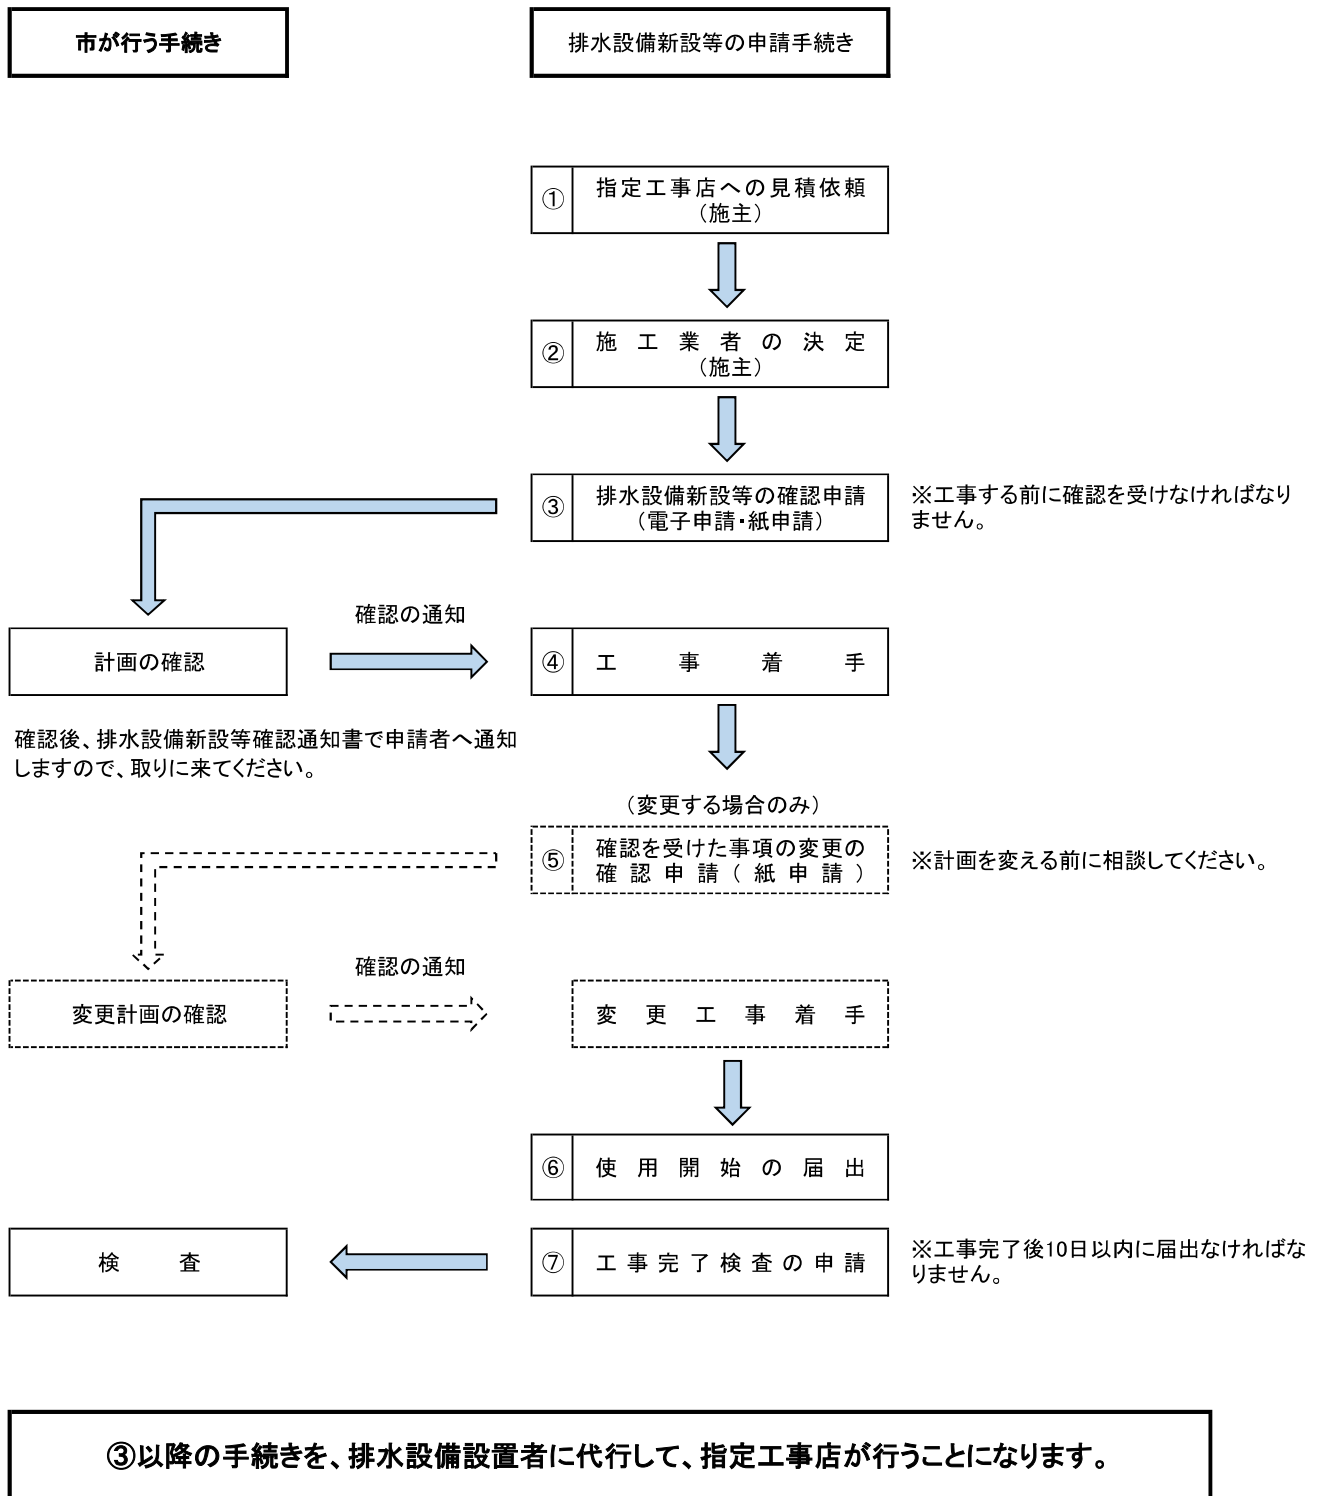 市が行う手続き
排水設備新設等の申請手続き
①
指定工事店への見積依頼
（施主）
②
施工業者の決定
（施主）
③
排水設備新設等の確認申請
（電子申請・紙申請）
※工事する前に確認を受けなければなり
ません。
計画の確認
確認の通知
④
工事着手
確認後、排水設備新設等確認通知書で申請者へ通知
しますので、取りに来てください。
（変更する場合のみ）
⑤
確認を受けた事項の変更の
確認申請（紙申請）
※計画を変える前に相談してください。
変更計画の確認
確認の通知
変更工事着手
⑥
使用開始の届出
検査
⑦
工事完了検査の申請
※工事完了後10日以内に届出なければな
りません。
③以降の手続きを、排水設備設置者に代行して、指定工事店が行うことになります。